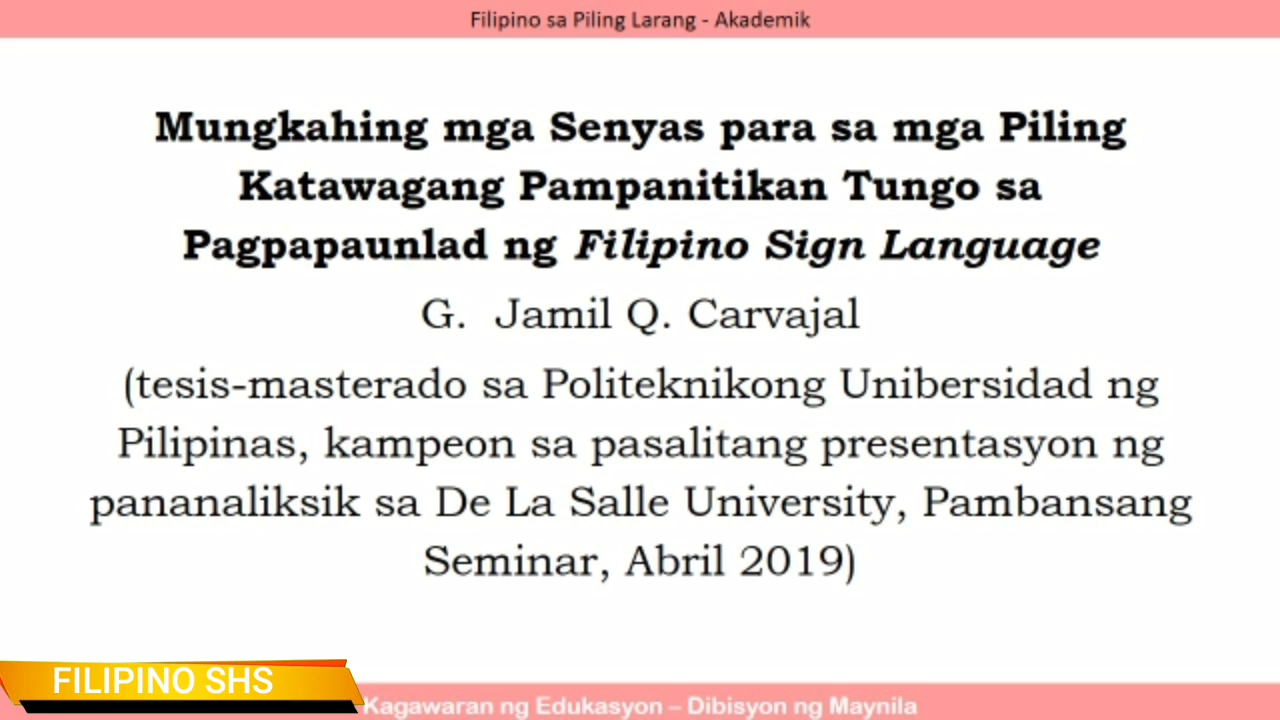 Filipino sa Piling Larang - Akademik
Mungkahing mga Senyas para sa mga Piling
Katawagang Pampanitikan Tungo sa
Pagpapaunlad ng Filipino Sign Language
G. Jamil Q. Carvajal
(tesis-masterado sa Politeknikong Unibersidad ng
Pilipinas, kampeon sa pasalitang presentasyon ng
pananaliksik sa De La Salle University, Pambansang
Seminar, Abril 2019)
FILIPINO SHS
Kagawaran ng Edukasyon – Dibisyon ng Maynila